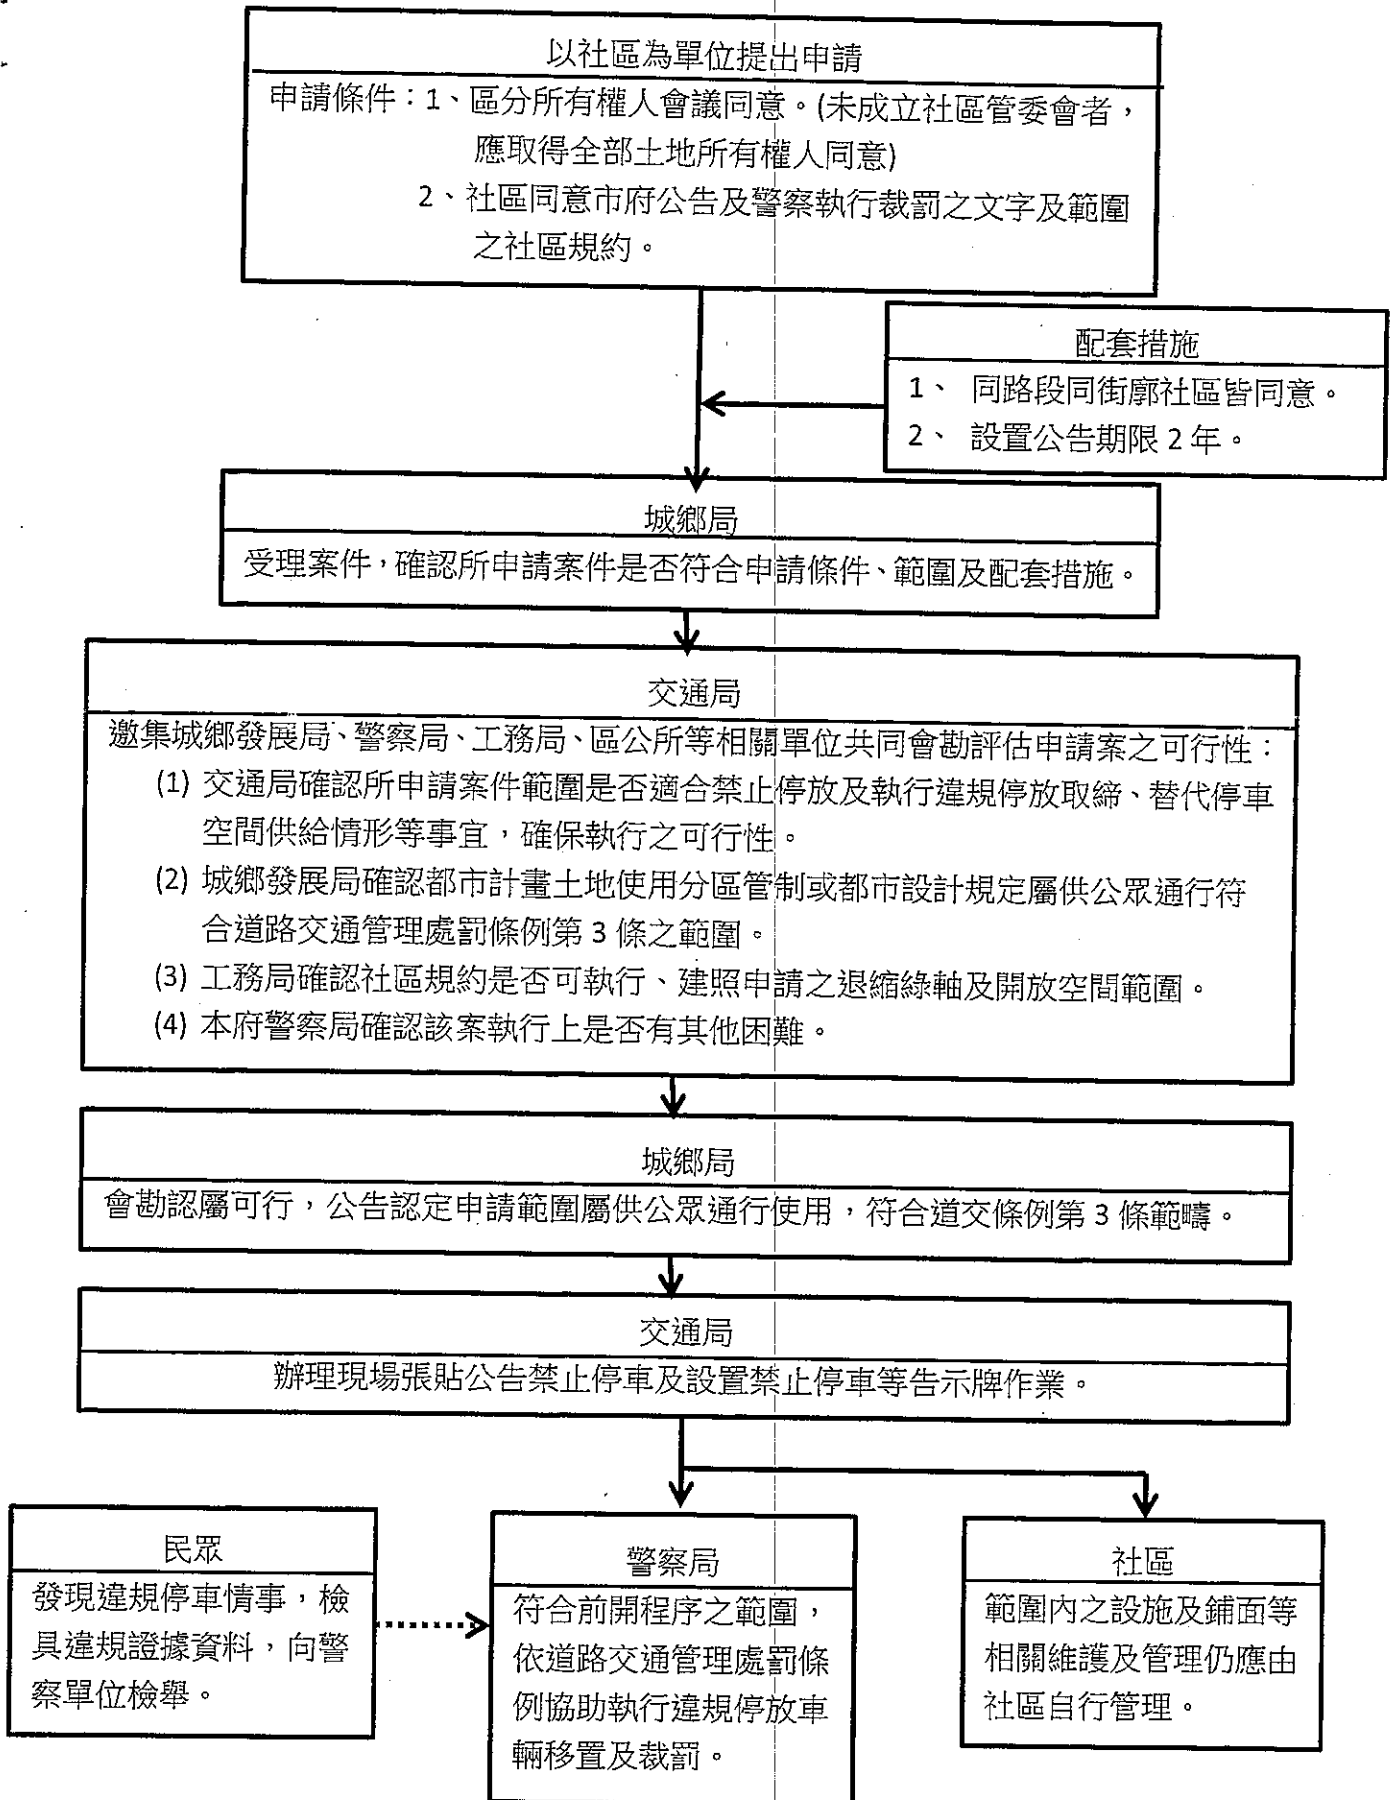 以社區為單位提出申請
申請條件：1、區分所有權人會議同意。(未成立社區管委會者，
應取得全部土地所有權人同意)
2、社區同意市府公告及警察執行裁罰之文字及範圍
之社區規約。
配套措施
1、 同路段同街廓社區皆同意。
2、 設置公告期限 2 年。
城鄉局
受理案件，確認所申請案件是否符合申請條件、範圍及配套措施。
交通局
邀集城鄉發展局、警察局、工務局、區公所等相關單位共同會勘評估申請案之可行性：
(1) 交通局確認所申請案件範圍是否適合禁止停放及執行違規停放取締、替代停車
空間供給情形等事宜，確保執行之可行性。
(2) 城鄉發展局確認都市計畫土地使用分區管制或都市設計規定屬供公眾通行符
合道路交通管理處罰條例第 3 條之範圍。
(3) 工務局確認社區規約是否可執行、建照申請之退縮綠軸及開放空間範圍。
(4) 本府警察局確認該案執行上是否有其他困難。
城鄉局
會勘認屬可行，公告認定申請範圍屬供公眾通行使用，符合道交條例第 3 條範疇。
交通局
辦理現場張貼公告禁止停車及設置禁止停車等告示牌作業。
民眾
發現違規停車情事，檢
具違規證據資料，向警
察單位檢舉。
警察局
符合前開程序之範圍，
依道路交通管理處罰條
例協助執行違規停放車
輛移置及裁罰。
社區
範圍內之設施及鋪面等
相關維護及管理仍應由
社區自行管理。